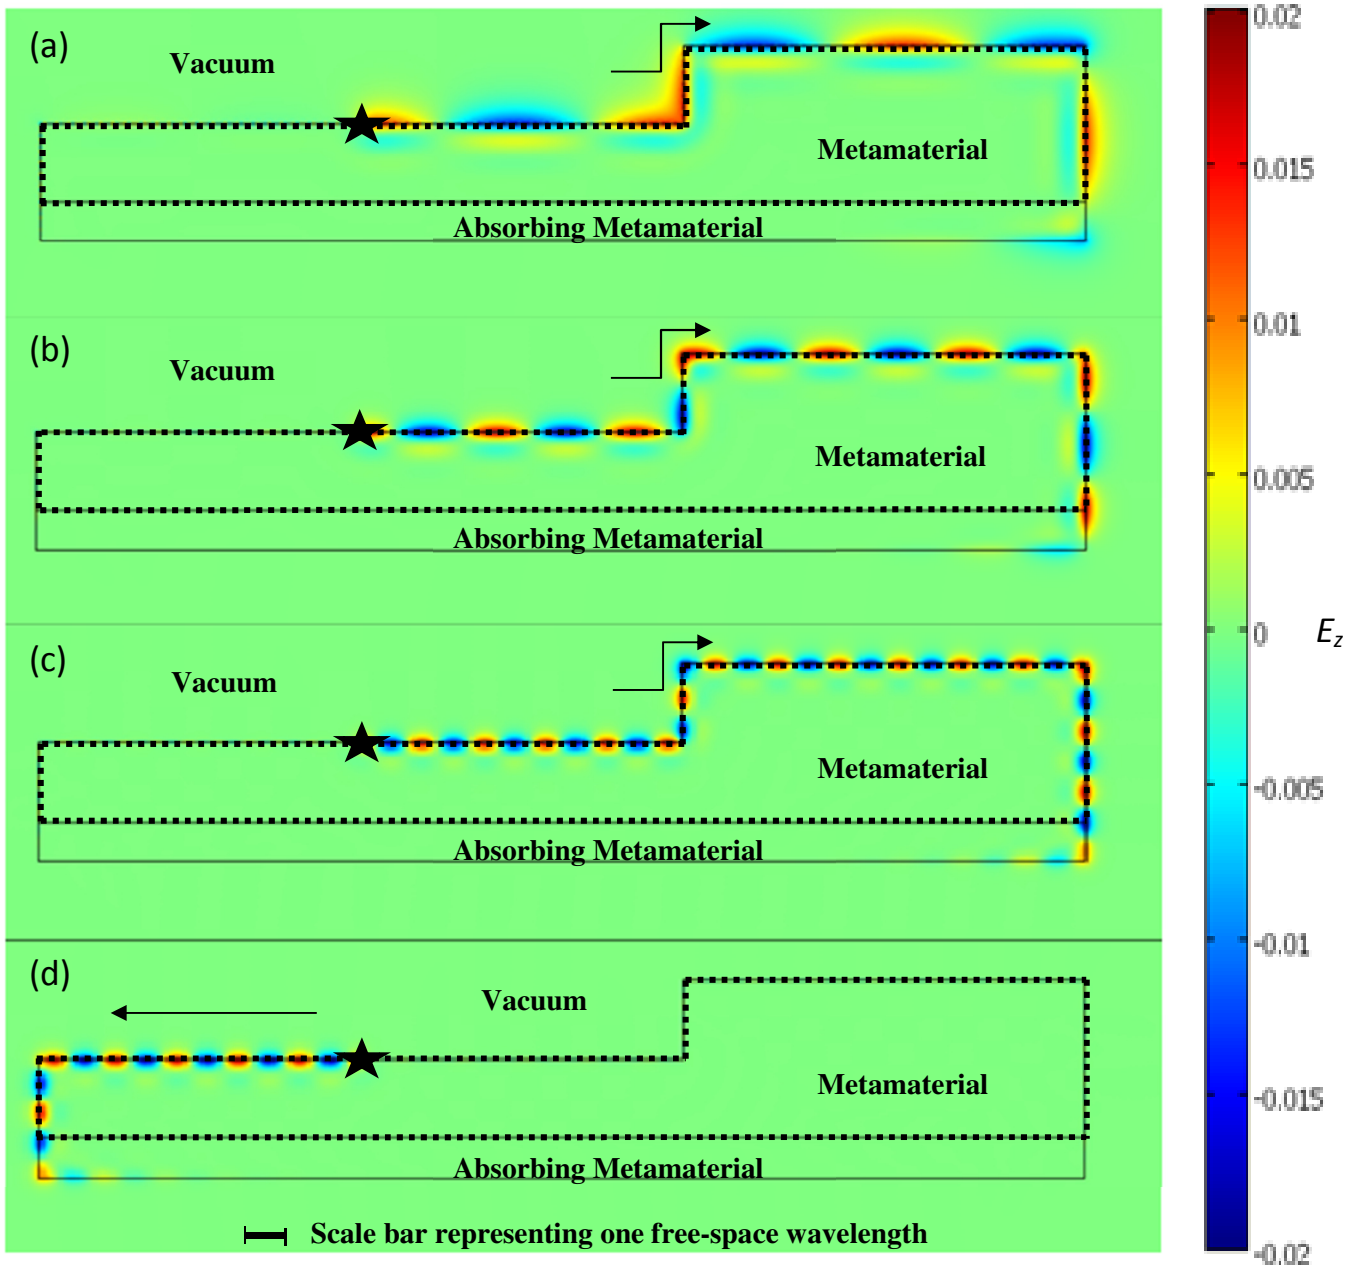 (a)
Vacuum
Metamaterial
Absorbing Metamaterial
(b)
Vacuum
Metamaterial
Absorbing Metamaterial
(c)
Vacuum
Metamaterial
Absorbing Metamaterial
(d)
Vacuum
Metamaterial
Absorbing Metamaterial
Scale bar representing one free-space wavelength
0.02
0.015
0.01
0.005
0
-0.005
-0.01
-0.015
-0.02
Ez